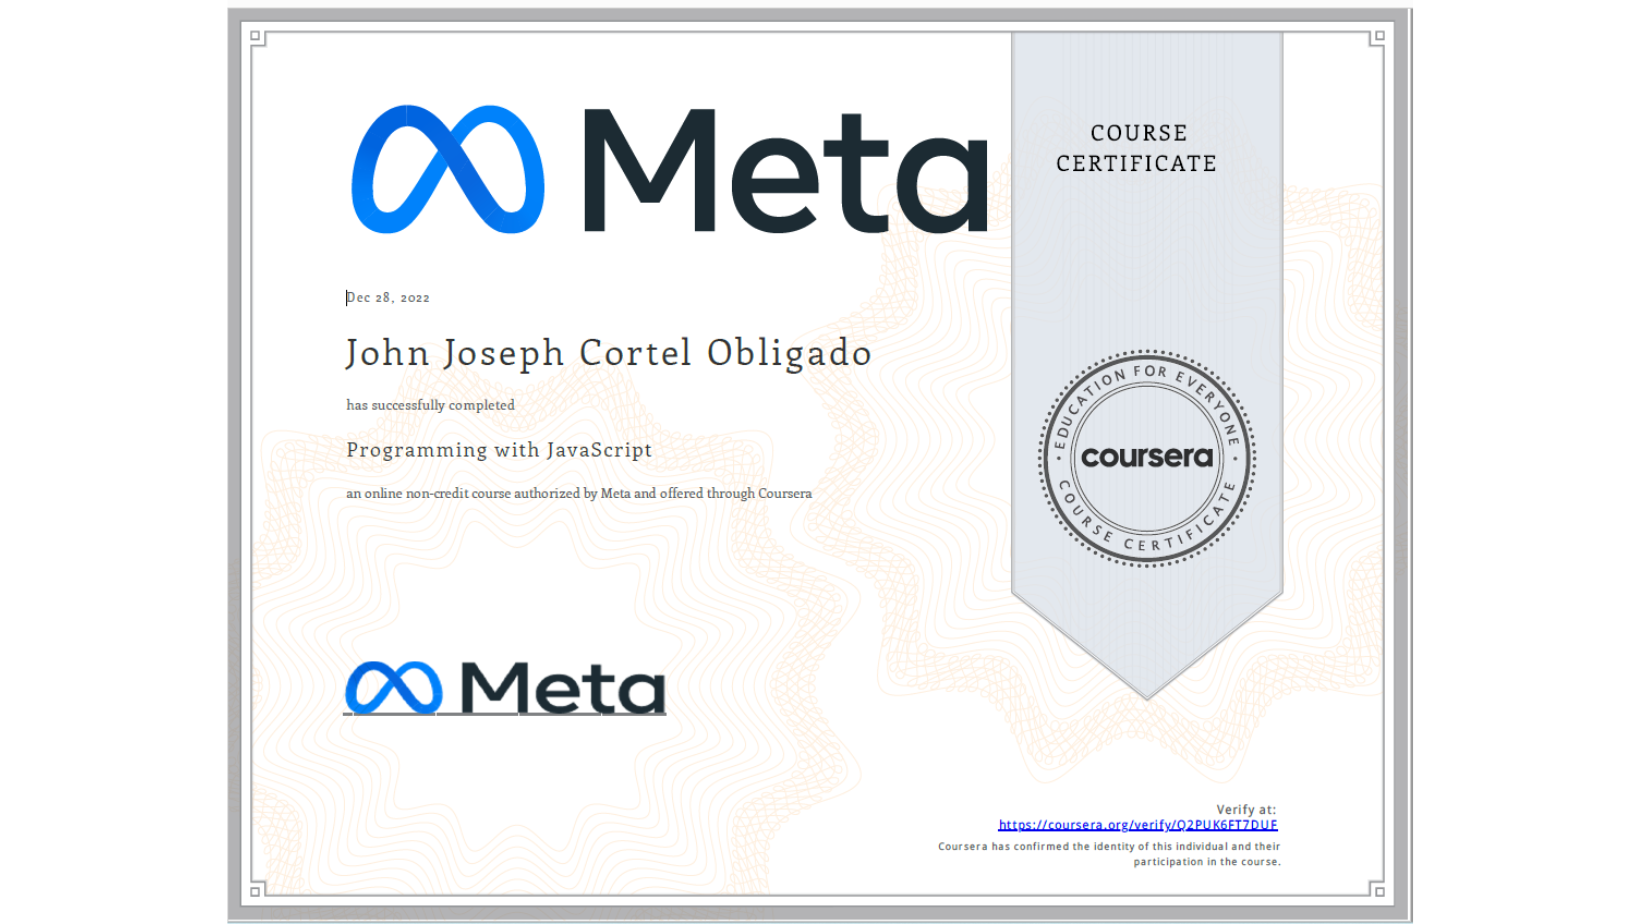 Meta
COURSE
CERTIFICATE
Dec 28, 2022
John Joseph Cortel Obligado
has successfully completed
Programming with JavaScript
an online non-credit course authorized by Meta and offered through Coursera
EDUCATION FOR EVERYONE
coursera
COURSE CERTIFICATE
Meta
Verify at:
https://coursera.org/verify/Q2PUK6FT7DUF
Coursera has confirmed the identity of this individual and their
participation in the course.